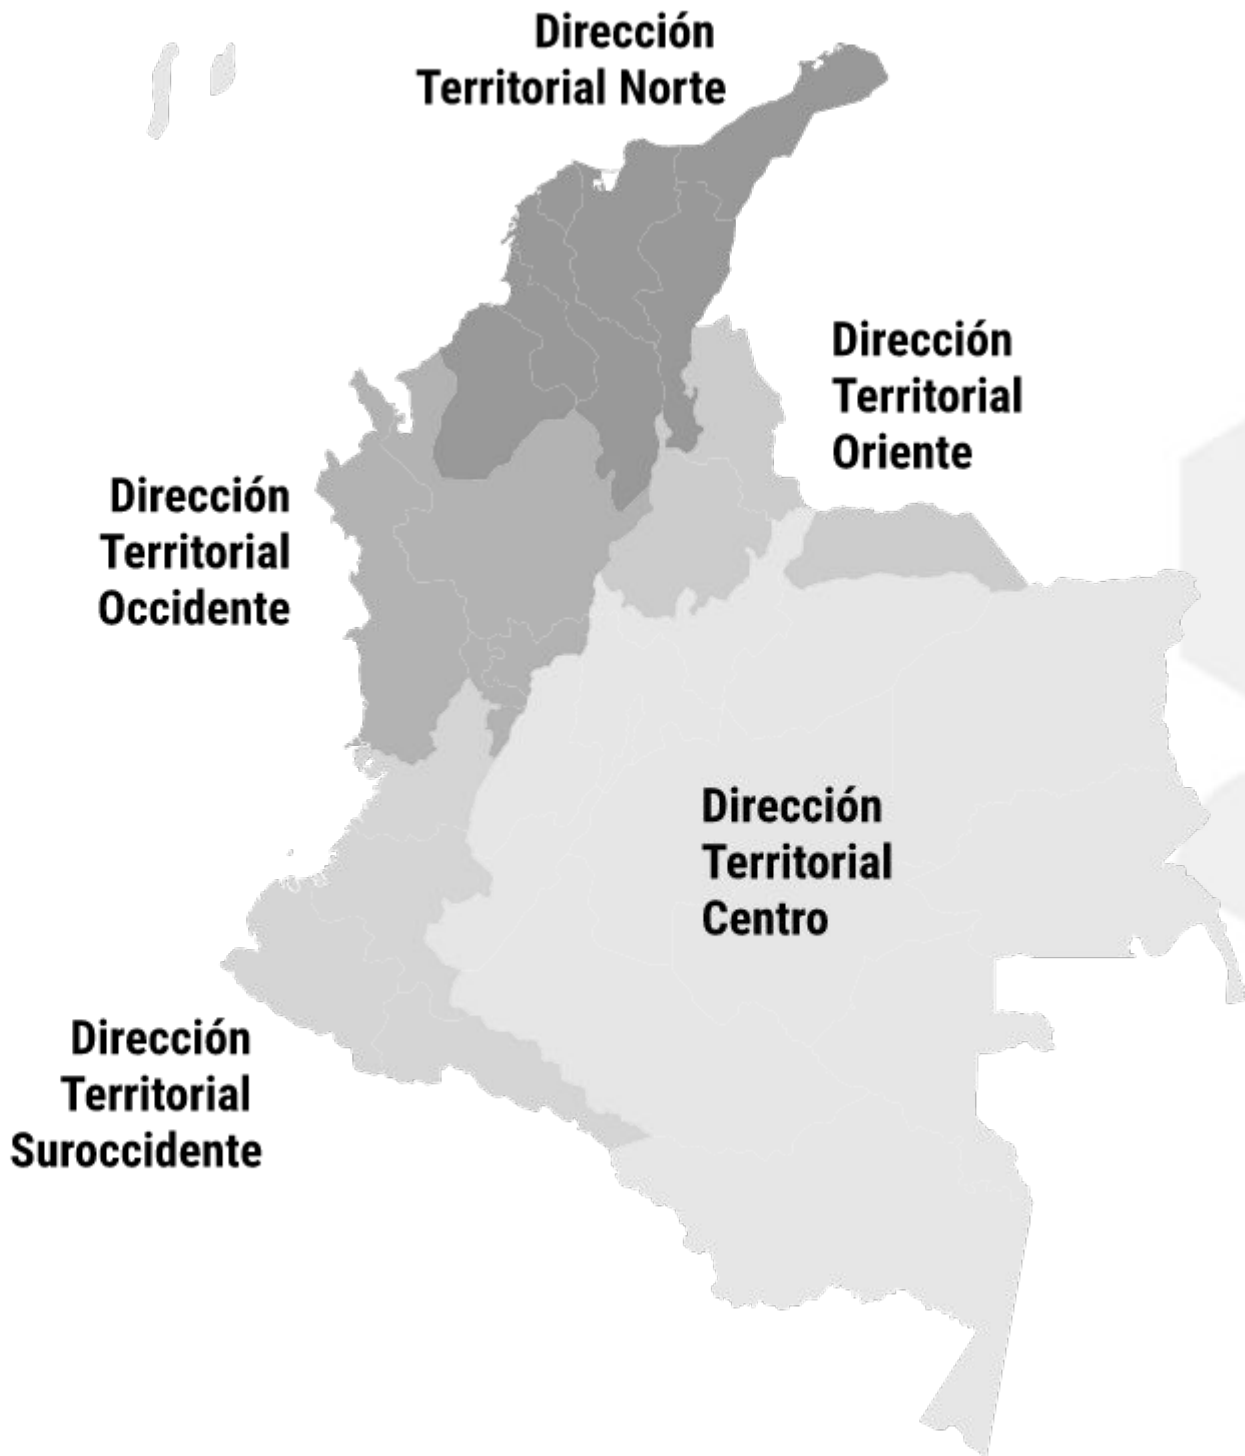 Dirección
Territorial Norte
Dirección
Territorial
Oriente
Dirección
Territorial
Occidente
Dirección
Territorial
Centro
Dirección
Territorial
Suroccidente